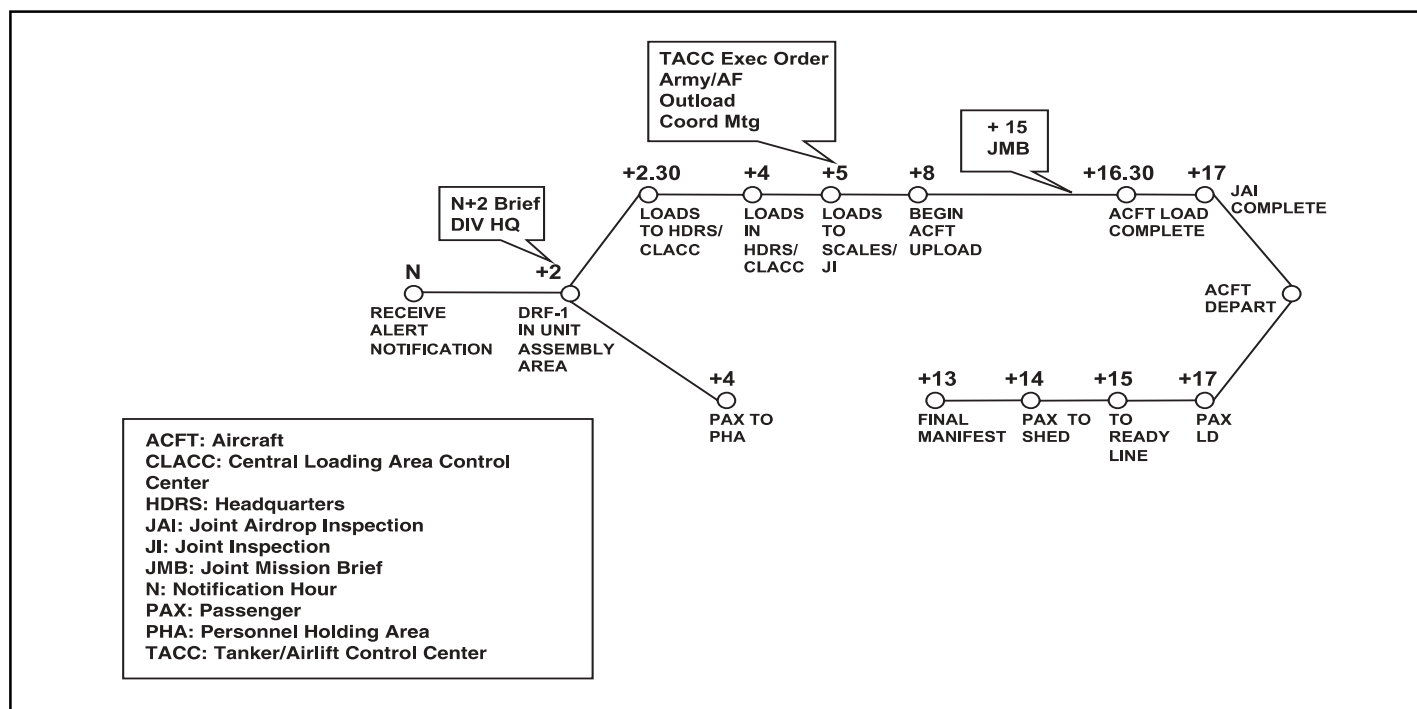 TACC Exec Order
Army/AF
Outload
Coord Mtg
+ 15
JMB
N+2 Brief
DIV HQ
+2.30
LOADS
TO HDRS/
CLACC
+4
LOADS
IN
HDRS/
CLACC
+5
LOADS
TO
SCALES/
JI
+8
BEGIN
ACFT
UPLOAD
+16.30
ACFT LOAD
COMPLETE
+17
JAI
COMPLETE
N
RECEIVE
ALERT
NOTIFICATION
+2
DRF-1
IN UNIT
ASSEMBLY
AREA
ACFT
DEPART
+4
PAX TO
PHA
+13
FINAL
MANIFEST
+14
PAX TO
SHED
+15
TO
READY
LINE
+17
PAX
LD
ACFT: Aircraft
CLACC: Central Loading Area Control
Center
HDRS: Headquarters
JAI: Joint Airdrop Inspection
JI: Joint Inspection
JMB: Joint Mission Brief
N: Notification Hour
PAX: Passenger
PHA: Personnel Holding Area
TACC: Tanker/Airlift Control Center